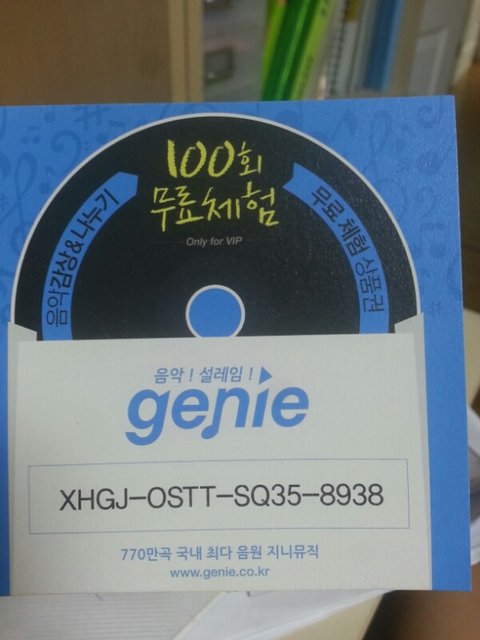 100회
무료체험
Only for VIP
음악감상&나누기
무료 체험 상품권
음악! 설레임!
genie
XHGJ-OSTT-SQ35-8938
770만곡 국내 최다 음원 지니뮤직
www.genie.co.kr